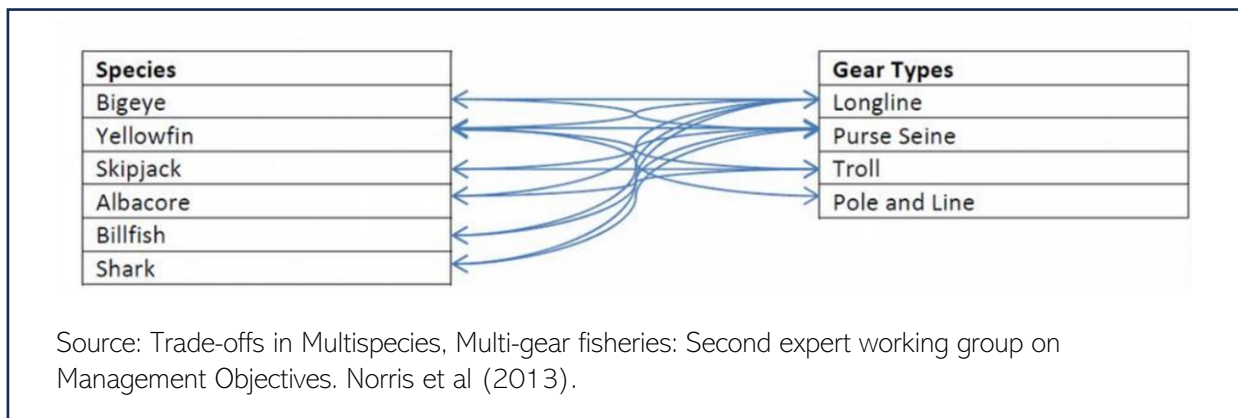 Species
Bigeye
Yellowfin
Skipjack
Albacore
Billfish
Shark
Gear Types
Longline
Purse Seine
Troll
Pole and Line
Source: Trade-offs in Multispecies, Multi-gear fisheries: Second expert working group on
Management Objectives. Norris et al (2013).